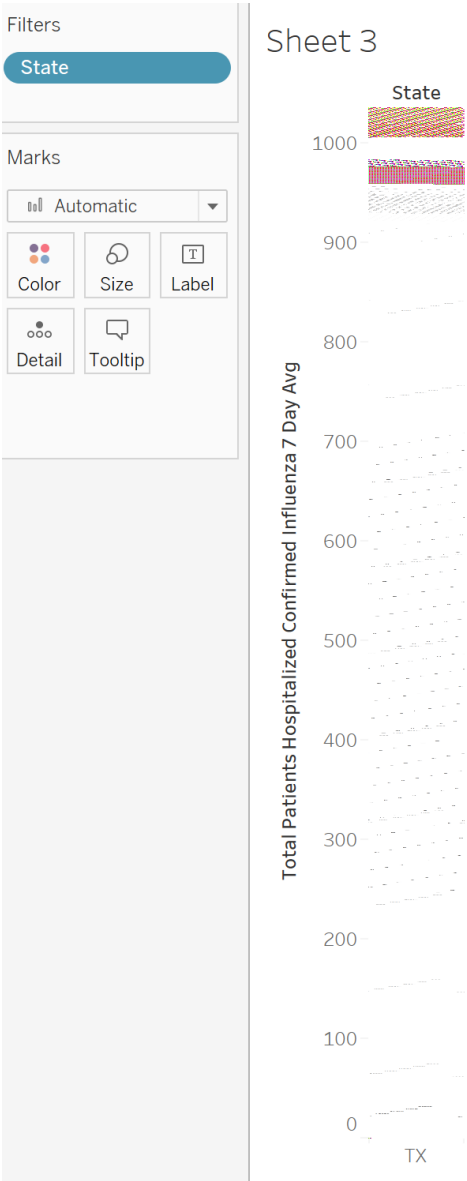 Filters
State
Marks
Automatic
Color
Size
Label
Detail
Tooltip
Sheet 3
State
1000
900
800
700
600
500
400
300
200
100
0
Total Patients Hospitalized Confirmed Influenza 7 Day Avg
TX